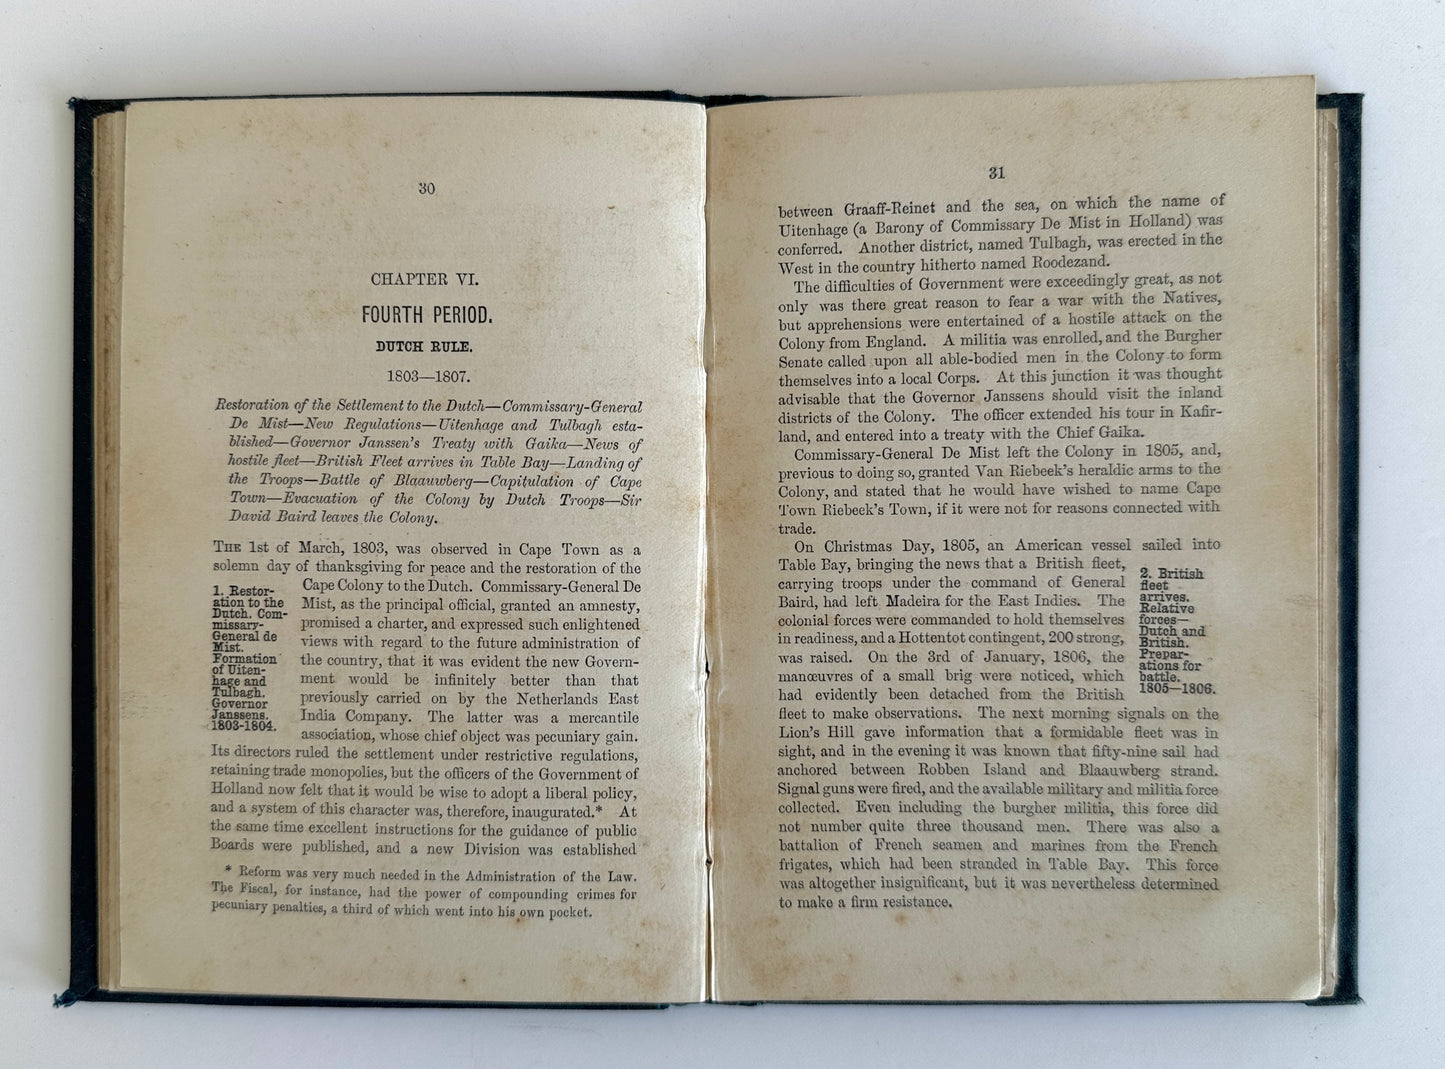 30
CHAPTER VI.
FOURTH PERIOD.
DUTCH RULE.
1803—1807.
Restoration of the Settlement to the Dutch—Commissary-General
De Mist—New Regulations—Uitenhage and Tulbagh esta-
blished—Governor Janssen's Treaty with Gaika—News of
hostile fleet—British Fleet arrives in Table Bay—Landing of
the Troops—Battle of Blaauwberg—Capitulation of Cape
Town—Evacuation of the Colony by Dutch Troops—Sir
David Baird leaves the Colony.
THE 1st of March, 1803, was observed in Cape Town as a
solemn day of thanksgiving for peace and the restoration of the
1. Restor-
ation to the
Dutch. Com-
missary-
General de
Mist.
Formation
of Uiten-
hage and
Tulbagh.
Governor
Janssens.
1803-1804.
Cape Colony to the Dutch. Commissary-General De
Mist, as the principal official, granted an amnesty,
promised a charter, and expressed such enlightened
views with regard to the future administration of
the country, that it was evident the new Govern-
ment would be infinitely better than that
previously carried on by the Netherlands East
India Company. The latter was a mercantile
association, whose chief object was pecuniary gain.
Its directors ruled the settlement under restrictive regulations,
retaining trade monopolies, but the officers of the Government of
Holland now felt that it would be wise to adopt a liberal policy,
and a system of this character was, therefore, inaugurated.* At
the same time excellent instructions for the guidance of public
Boards were published, and a new Division was established
* Reform was very much needed in the Administration of the Law.
The Fiscal, for instance, had the power of compounding crimes for
pecuniary penalties, a third of which went into his own pocket.
31
between Graaff-Reinet and the sea, on which the name of
Uitenhage (a Barony of Commissary De Mist in Holland) was
conferred. Another district, named Tulbagh, was erected in the
West in the country hitherto named Roodezand.
The difficulties of Government were exceedingly great, as not
only was there great reason to fear a war with the Natives,
but apprehensions were entertained of a hostile attack on the
Colony from England. A militia was enrolled, and the Burgher
Senate called upon all able-bodied men in the Colony to form
themselves into a local Corps. At this junction it was thought
advisable that the Governor Janssens should visit the inland
districts of the Colony. The officer extended his tour in Kafir-
land, and entered into a treaty with the Chief Gaika.
Commissary-General De Mist left the Colony in 1805, and,
previous to doing so, granted Van Riebeek's heraldic arms to the
Colony, and stated that he would have wished to name Cape
Town Riebeek's Town, if it were not for reasons connected with
trade.
On Christmas Day, 1805, an American vessel sailed into
Table Bay, bringing the news that a British fleet,
carrying troops under the command of General
Baird, had left Madeira for the East Indies. The
colonial forces were commanded to hold themselves
in readiness, and a Hottentot contingent, 200 strong,
was raised. On the 3rd of January, 1806, the
manœuvres of a small brig were noticed, which
had evidently been detached from the British
2. British
fleet
arrives.
Relative
forces—
Dutch and
British.
Prepar-
ations for
battle.
1805—1806.
fleet to make observations. The next morning signals on the
Lion's Hill gave information that a formidable fleet was in
sight, and in the evening it was known that fifty-nine sail had
anchored between Robben Island and Blaauwberg strand.
Signal guns were fired, and the available military and militia force
collected. Even including the burgher militia, this force did
not number quite three thousand men. There was also a
battalion of French seamen and marines from the French
frigates, which had been stranded in Table Bay. This force
was altogether insignificant, but it was nevertheless determined
to make a firm resistance.